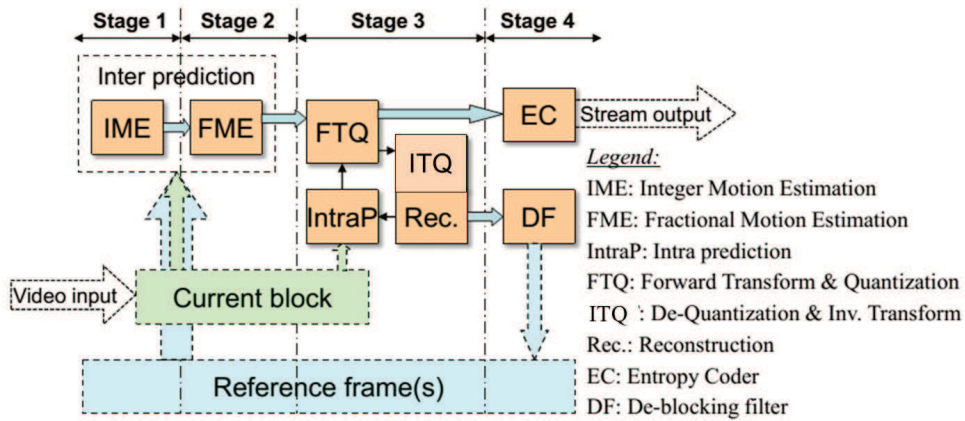 Stage 1
Stage 2
Stage 3
Stage 4
Inter prediction
IME
FME
FTQ
EC
Stream output
ITQ
IntraP
Rec.
DF
Video input
Current block
Reference frame(s)
Legend:
IME: Integer Motion Estimation
FME: Fractional Motion Estimation
IntraP: Intra prediction
FTQ: Forward Transform & Quantization
ITQ : De-Quantization & Inv. Transform
Rec.: Reconstruction
EC: Entropy Coder
DF: De-blocking filter